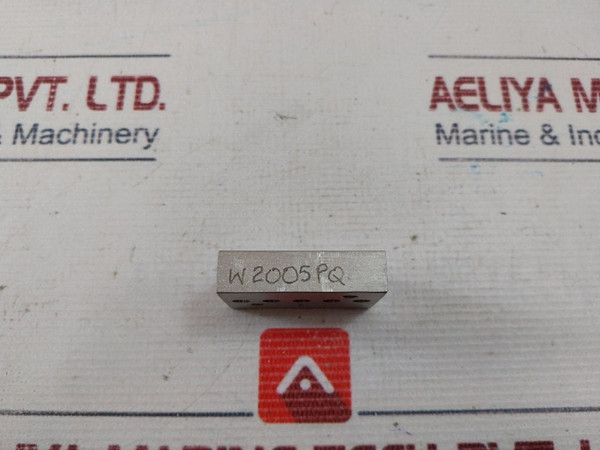 PVT. LTD.
& Machinery
AELIYA M
Marine & Ind
W2005PQ